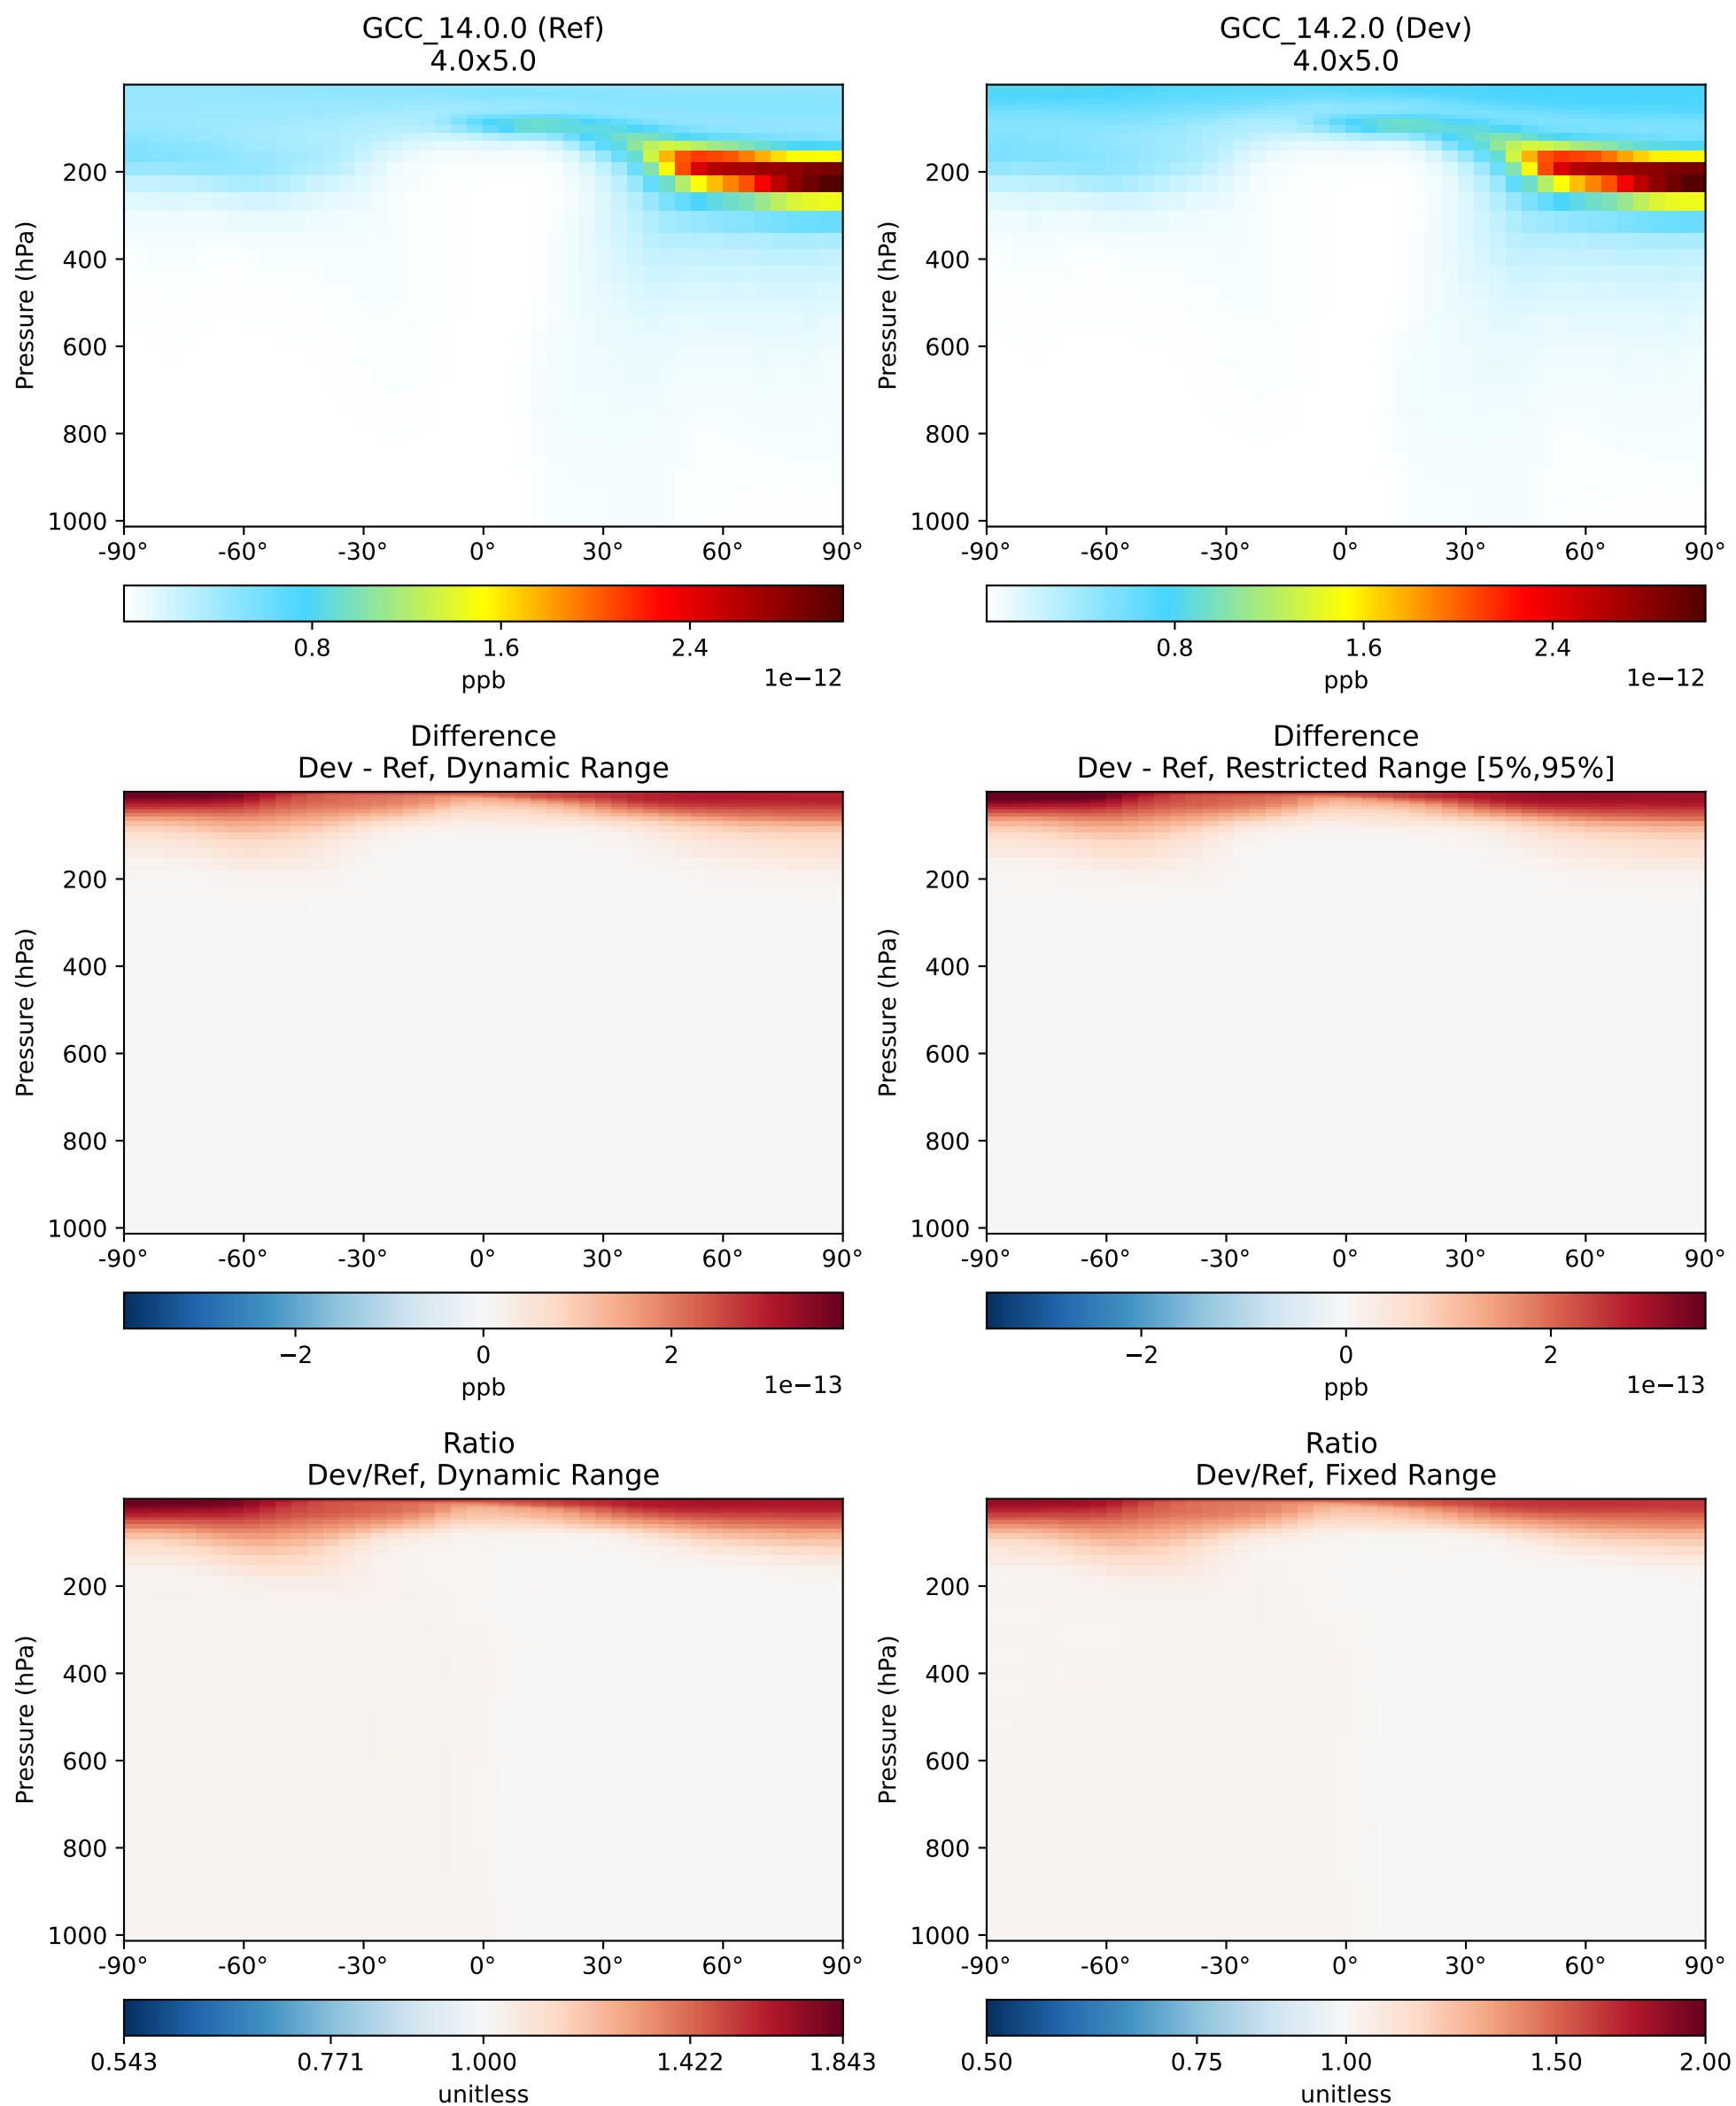 GCC_14.0.0 (Ref)
4.0x5.0
Pressure (hPa)
200
400
600
800
1000
-90° -60° -30° 0° 30° 60° 90°
0.8 1.6 2.4
ppb
1e−12
GCC_14.2.0 (Dev)
4.0x5.0
Pressure (hPa)
200
400
600
800
1000
-90° -60° -30° 0° 30° 60° 90°
0.8 1.6 2.4
ppb
1e−12
Difference
Dev - Ref, Dynamic Range
Pressure (hPa)
200
400
600
800
1000
-90° -60° -30° 0° 30° 60° 90°
−2 0 2
ppb
1e−13
Difference
Dev - Ref, Restricted Range [5%,95%]
Pressure (hPa)
200
400
600
800
1000
-90° -60° -30° 0° 30° 60° 90°
−2 0 2
ppb
1e−13
Ratio
Dev/Ref, Dynamic Range
Pressure (hPa)
200
400
600
800
1000
-90° -60° -30° 0° 30° 60° 90°
0.543 0.771 1.000 1.422 1.843
unitless
Ratio
Dev/Ref, Fixed Range
Pressure (hPa)
200
400
600
800
1000
-90° -60° -30° 0° 30° 60° 90°
0.50 0.75 1.00 1.50 2.00
unitless